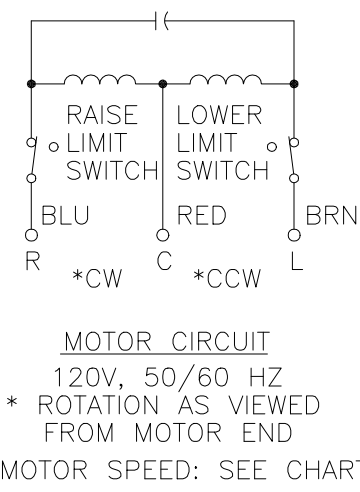 RAISE LOWER
LIMIT LIMIT
SWITCH SWITCH
BLU RED BRN
R C L
*CW *CCW
MOTOR CIRCUIT
120V, 50/60 HZ
* ROTATION AS VIEWED
FROM MOTOR END
MOTOR SPEED: SEE CHART